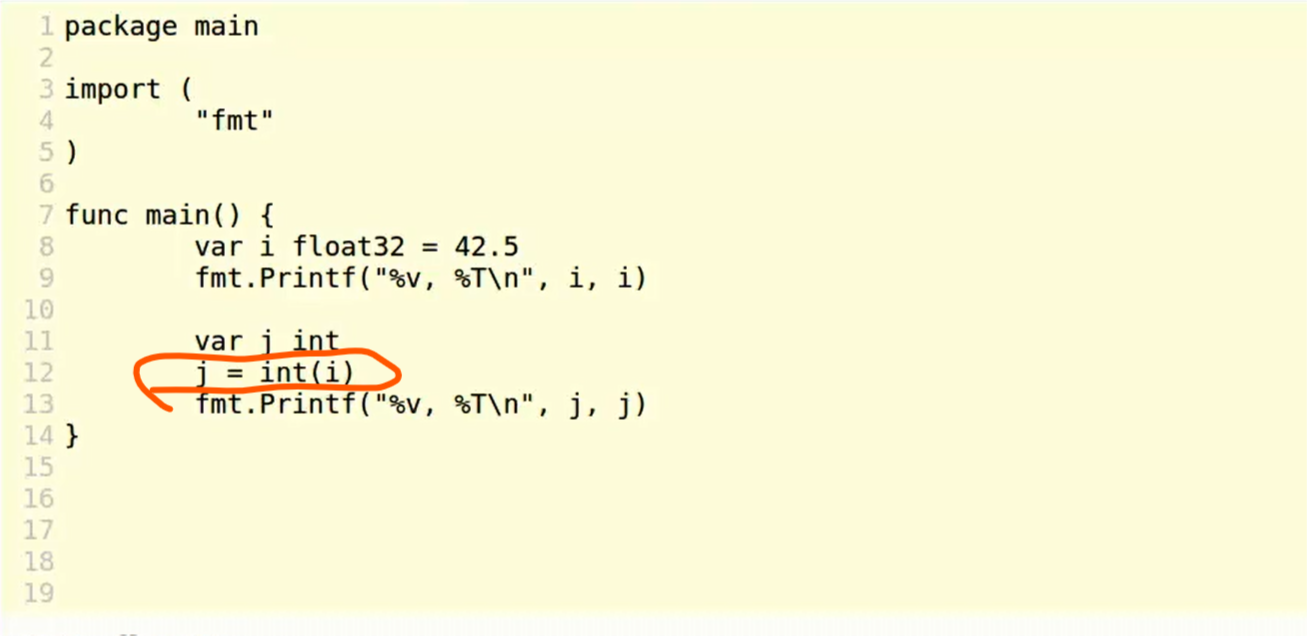 1 package main
2
3 import (
4 "fmt"
5 )
6
7 func main() {
8 var i float32 = 42.5
9 fmt.Printf("%v, %T\n", i, i)
10
11 var j int
12 j = int(i)
13 fmt.Printf("%v, %T\n", j, j)
14 }
15
16
17
18
19